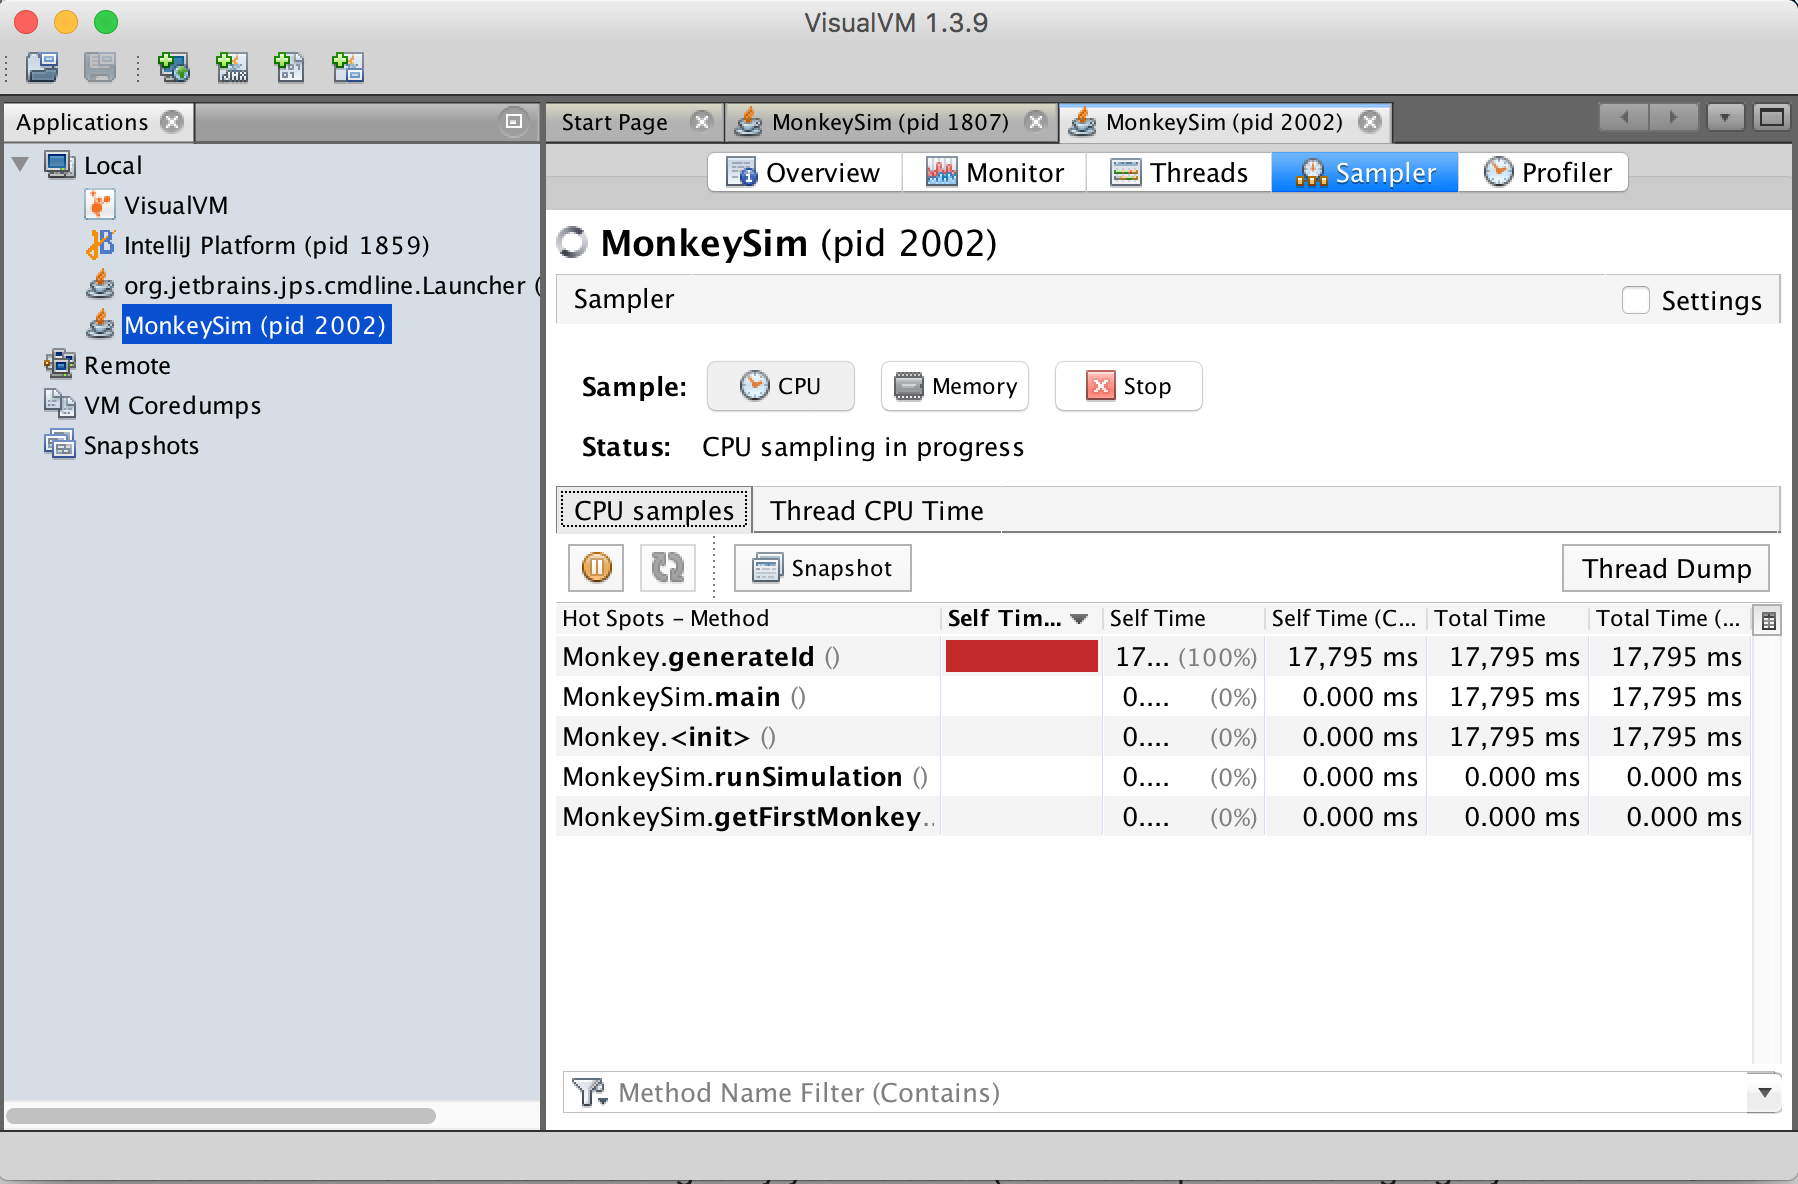 VisualVM 1.3.9
Applications
Start Page
MonkeySim (pid 1807)
MonkeySim (pid 2002)
Local
VisualVM
IntelliJ Platform (pid 1859)
org.jetbrains.jps.cmdline.Launcher (
MonkeySim (pid 2002)
Remote
VM Coredumps
Snapshots
Overview
Monitor
Threads
Sampler
Profiler
MonkeySim (pid 2002)
Sampler
Settings
Sample:
CPU
Memory
Stop
Status: CPU sampling in progress
CPU samples
Thread CPU Time
Snapshot
Thread Dump
Hot Spots – Method Self Tim... Self Time Self Time (C... Total Time Total Time (...
Monkey.generateId () 17... (100%) 17,795 ms 17,795 ms 17,795 ms
MonkeySim.main () 0.... (0%) 0.000 ms 17,795 ms 17,795 ms
Monkey.<init> () 0.... (0%) 0.000 ms 17,795 ms 17,795 ms
MonkeySim.runSimulation () 0.... (0%) 0.000 ms 0.000 ms 0.000 ms
MonkeySim.getFirstMonkey.. 0.... (0%) 0.000 ms 0.000 ms 0.000 ms
Method Name Filter (Contains)